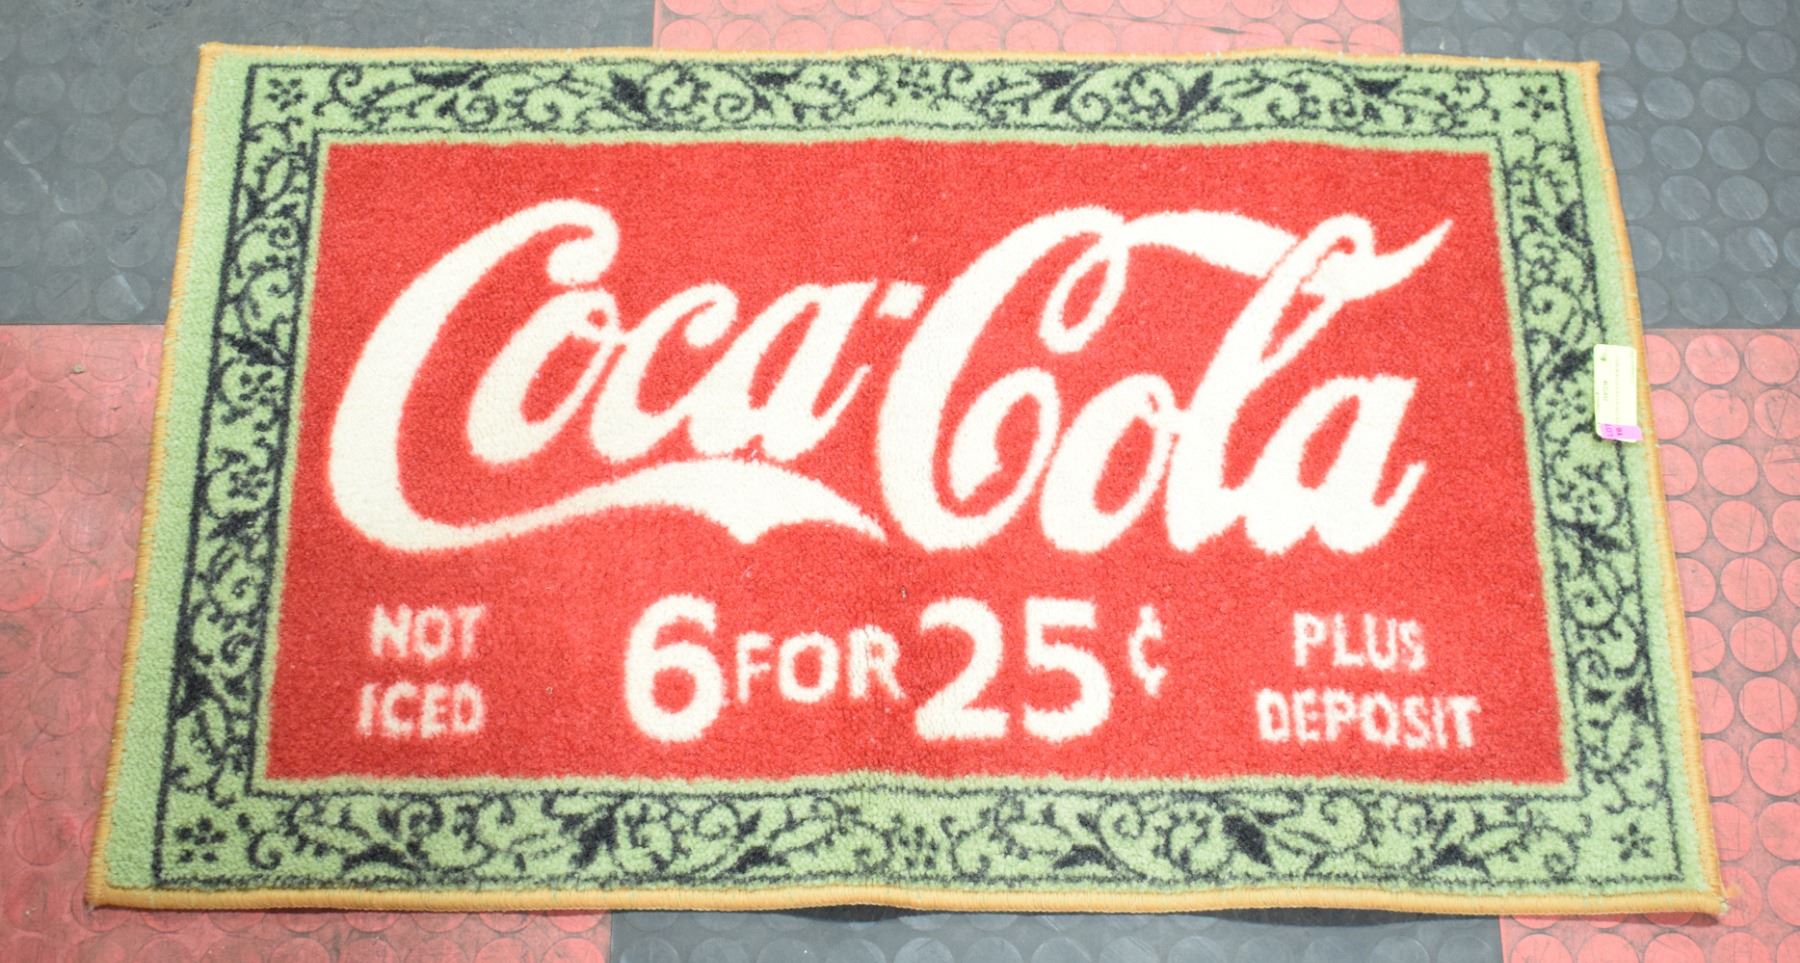 Coca-Cola
NOT ICED 6 FOR 25¢ PLUS DEPOSIT